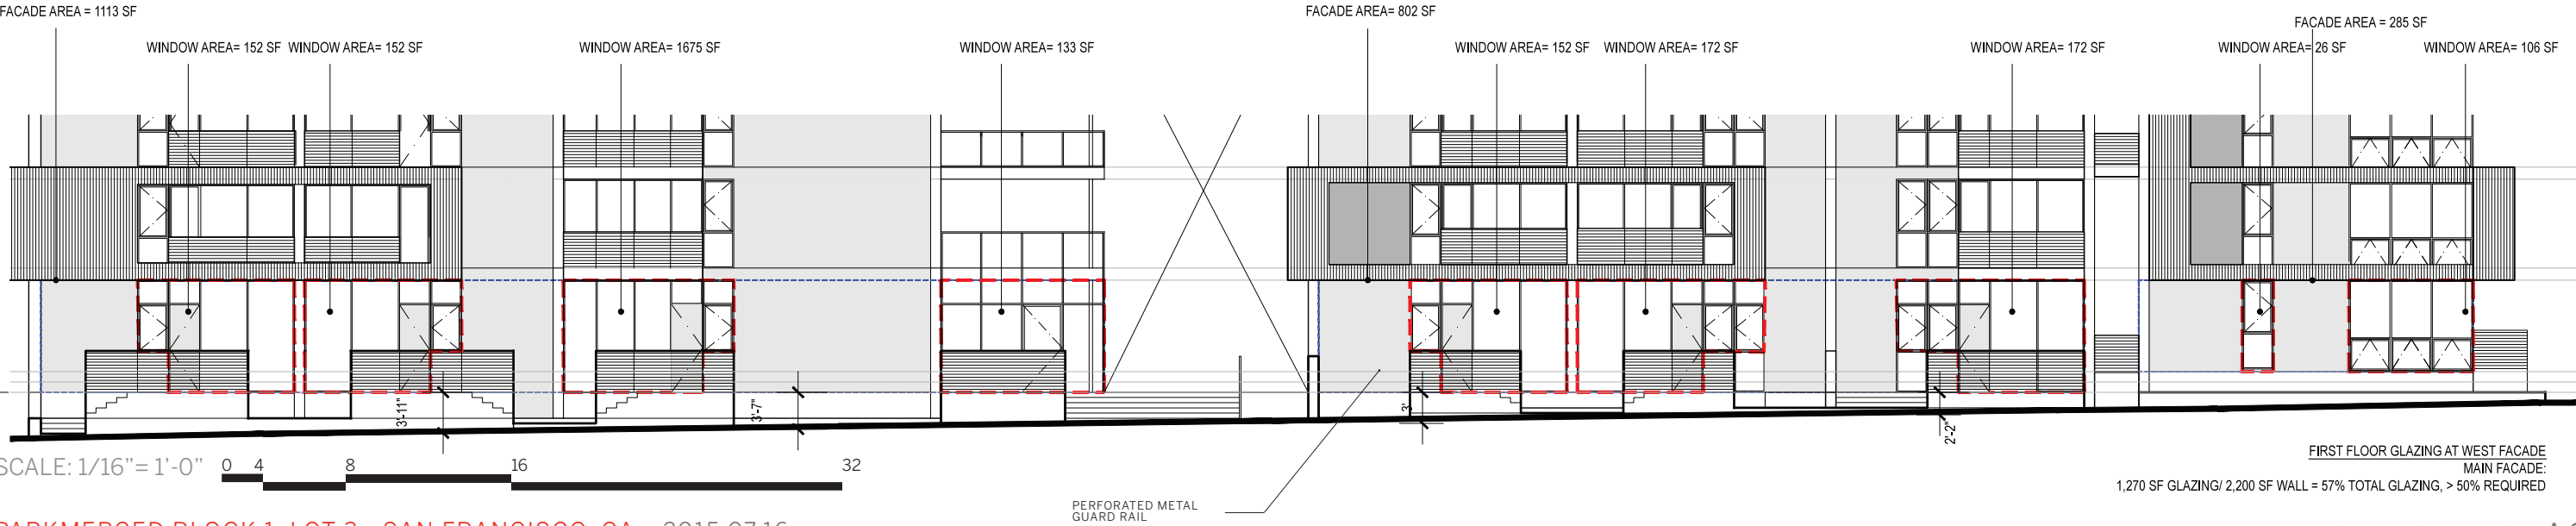 FACADE AREA = 1113 SF
FACADE AREA= 802 SF
FACADE AREA = 285 SF
WINDOW AREA= 152 SF
WINDOW AREA= 152 SF
WINDOW AREA= 1675 SF
WINDOW AREA= 133 SF
WINDOW AREA= 152 SF
WINDOW AREA= 172 SF
WINDOW AREA= 172 SF
WINDOW AREA= 26 SF
WINDOW AREA= 106 SF
3'-11"
3'-7"
3'
2'-2"
SCALE: 1/16"= 1'-0"
0 4 8 16 32
PERFORATED METAL
GUARD RAIL
FIRST FLOOR GLAZING AT WEST FACADE
MAIN FACADE:
1,270 SF GLAZING/ 2,200 SF WALL = 57% TOTAL GLAZING, > 50% REQUIRED